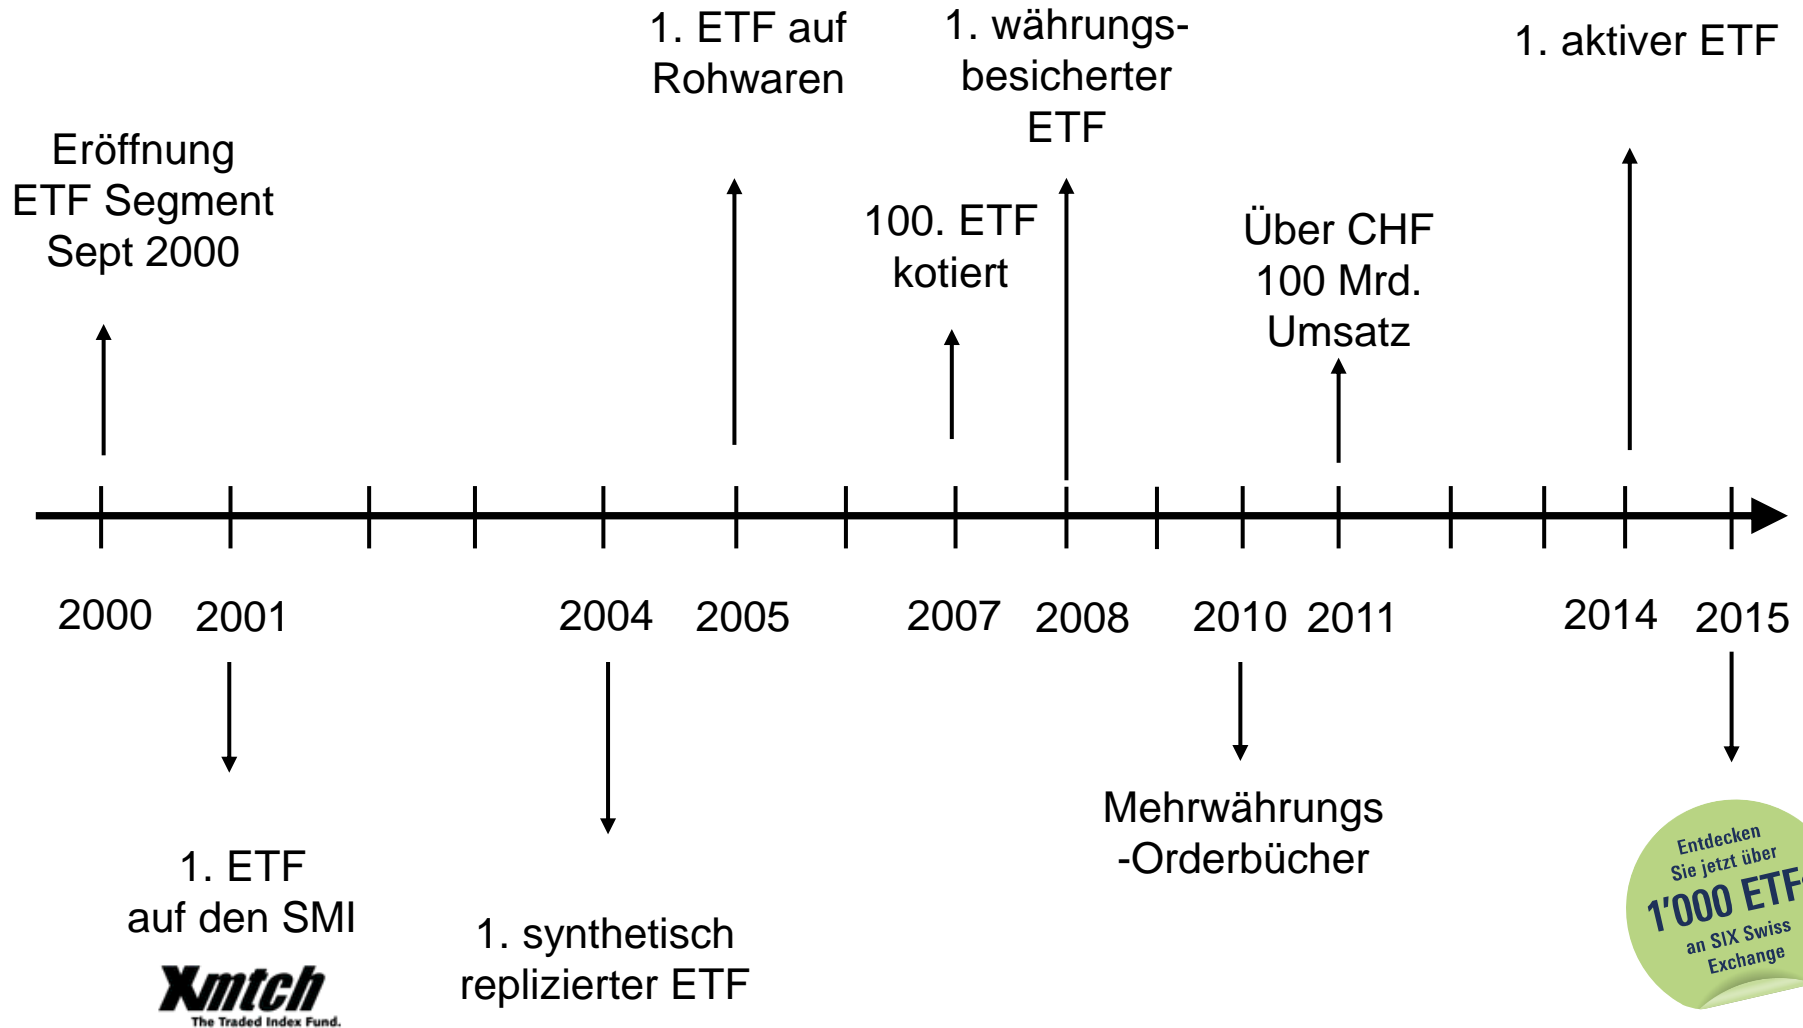 1. ETF auf
Rohwaren
1. währungs-
besicherter
ETF
1. aktiver ETF
Eröffnung
ETF Segment
Sept 2000
100. ETF
kotiert
Über CHF
100 Mrd.
Umsatz
2000
2001
2004
2005
2007
2008
2010
2011
2014
2015
1. ETF
auf den SMI
Xmtch
The Traded Index Fund.
1. synthetisch
replizierter ETF
Mehrwährungs
-Orderbücher
Entdecken
Sie jetzt über
1'000 ETF
an SIX Swiss
Exchange